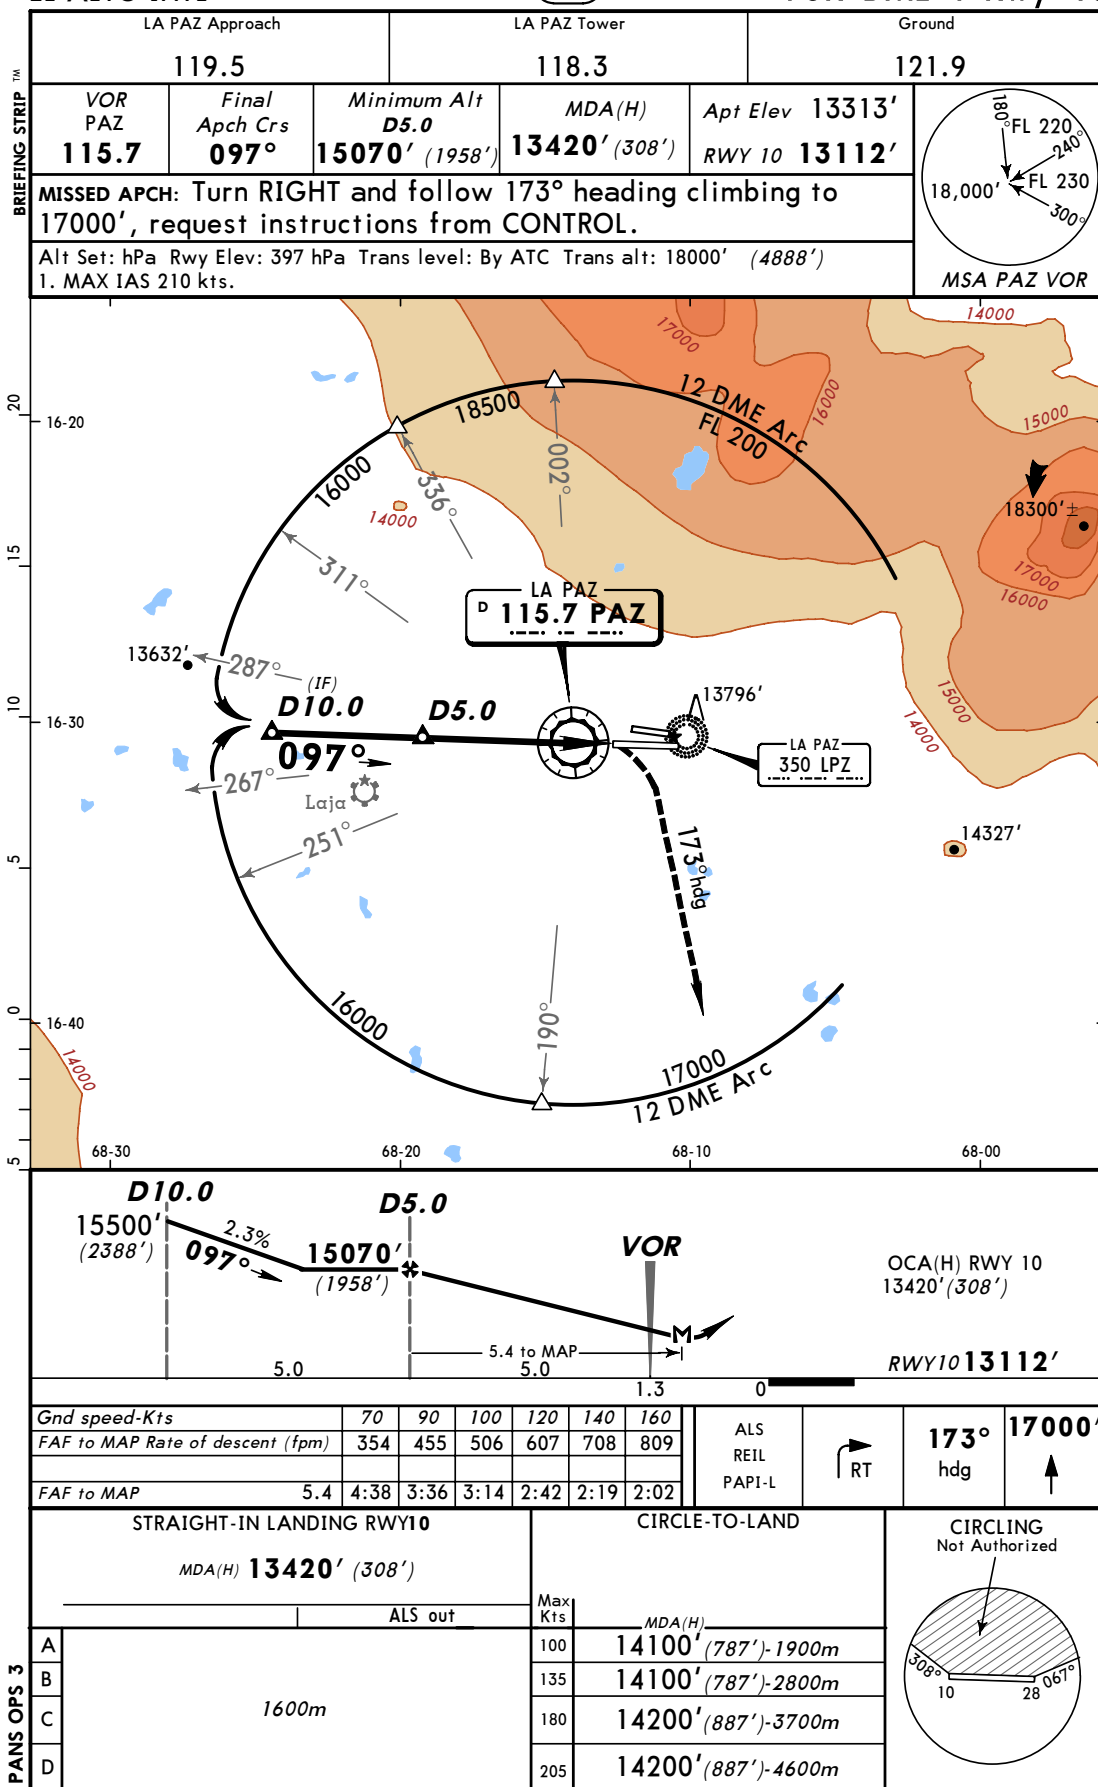 LA PAZ Approach
119.5
LA PAZ Tower
118.3
Ground
121.9
BRIEFING STRIP ™
VOR
PAZ
115.7
Final
Apch Crs
097°
Minimum Alt
D5.0
15070' (1958')
MDA(H)
13420' (308')
Apt Elev 13313'
RWY 10 13112'
MISSED APCH: Turn RIGHT and follow 173° heading climbing to
17000', request instructions from CONTROL.
Alt Set: hPa Rwy Elev: 397 hPa Trans level: By ATC Trans alt: 18000' (4888')
1. MAX IAS 210 kts.
180°
FL 220
240°
18,000'
FL 230
300°
MSA PAZ VOR
17000
14000
16000
15000
12 DME Arc
FL 200
18500
16000
002°
336°
14000
311°
18300'±
17000
16000
15000
14000
20
16-20
15
LA PAZ
D 115.7 PAZ
13632'
287°
(IF)
D10.0
D5.0
13796'
10
16-30
097°
LA PAZ
350 LPZ
267°
Laja
251°
173° hdg
14327'
5
190°
16000
17000
12 DME Arc
0
16-40
14000
5
68-30
68-20
68-10
68-00
D10.0
D5.0
15500'
(2388')
2.3%
097°
15070'
(1958')
VOR
OCA(H) RWY 10
13420'(308')
M
5.4 to MAP
5.0
5.0
1.3
0
RWY10 13112'
Gnd speed-Kts 70 90 100 120 140 160
FAF to MAP Rate of descent (fpm) 354 455 506 607 708 809
FAF to MAP 5.4 4:38 3:36 3:14 2:42 2:19 2:02
ALS
REIL
PAPI-L
RT
173°
hdg
17000'
STRAIGHT-IN LANDING RWY10
MDA(H) 13420' (308')
ALS out
CIRCLE-TO-LAND
Max
Kts
MDA(H)
A
100 14100' (787')-1900m
B
135 14100' (787')-2800m
1600m
C
180 14200' (887')-3700m
D
205 14200' (887')-4600m
CIRCLING
Not Authorized
308°
067°
10
28
PANS OPS 3